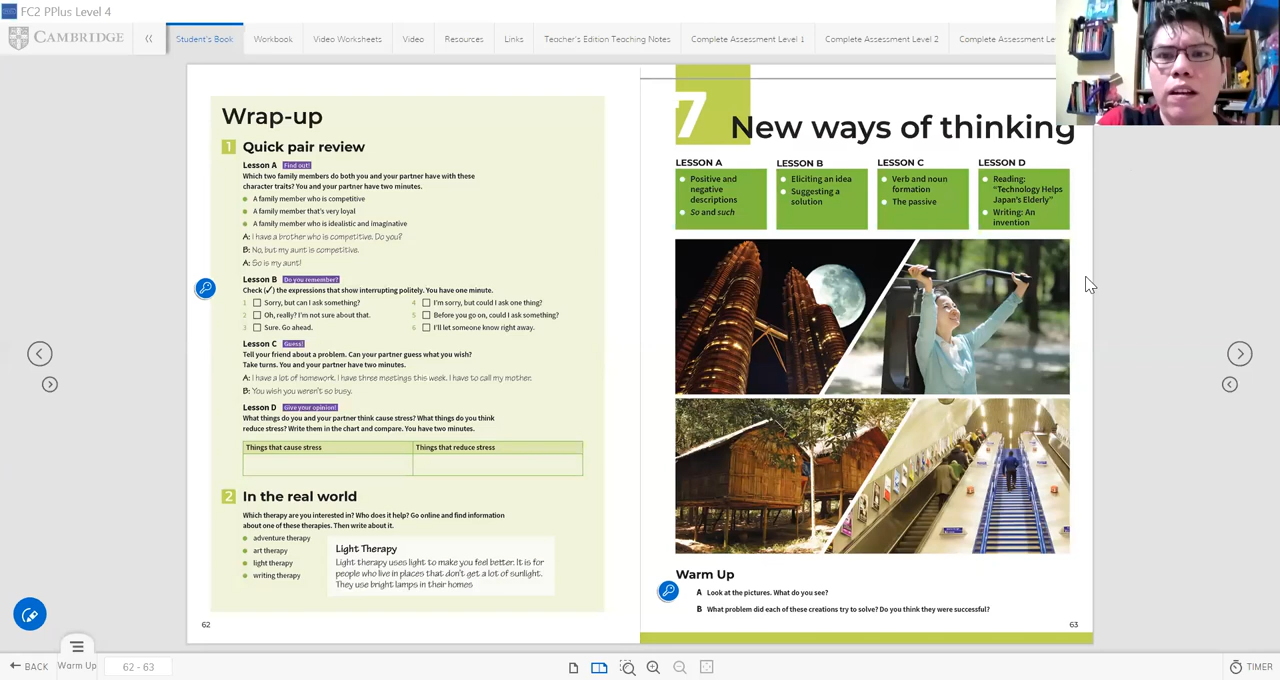 FC2 PPlus Level 4
CAMBRIDGE
Student's Book
Workbook
Video Worksheets
Video
Resources
Links
Teacher's Edition Teaching Notes
Complete Assessment Level 1
Complete Assessment Level 2
Complete Assessment Le
Wrap-up
1 Quick pair review
Lesson A Find out!
Which two family members do both you and your partner have with these
character traits? You and your partner have two minutes.
A family member who is competitive
A family member that's very loyal
A family member who is idealistic and imaginative
A: I have a brother who is competitive. Do you?
B: No, but my aunt is competitive.
A: So is my aunt!
Lesson B Do you remember?
Check (✓) the expressions that show interrupting politely. You have one minute.
1 Sorry, but can I ask something?
2 Oh, really? I'm not sure about that.
3 Sure. Go ahead.
4 I'm sorry, but could I ask one thing?
5 Before you go on, could I ask something?
6 I'll let someone know right away.
Lesson C Guess!
Tell your friend about a problem. Can your partner guess what you wish?
Take turns. You and your partner have two minutes.
A: I have a lot of homework. I have three meetings this week. I have to call my mother.
B: You wish you weren't so busy.
Lesson D Give your opinion!
What things do you and your partner think cause stress? What things do you think
reduce stress? Write them in the chart and compare. You have two minutes.
Things that cause stress
Things that reduce stress
2 In the real world
Which therapy are you interested in? Who does it help? Go online and find information
about one of these therapies. Then write about it.
adventure therapy
art therapy
light therapy
writing therapy
Light Therapy
Light therapy uses light to make you feel better. It is for
people who live in places that don't get a lot of sunlight.
They use bright lamps in their homes
62
7 New ways of thinking
LESSON A
Positive and
negative
descriptions
So and such
LESSON B
Eliciting an idea
Suggesting a
solution
LESSON C
Verb and noun
formation
The passive
LESSON D
Reading:
"Technology Helps
Japan's Elderly"
Writing: An
invention
Warm Up
A Look at the pictures. What do you see?
B What problem did each of these creations try to solve? Do you think they were successful?
63
BACK
Warm Up
62 - 63
TIMER